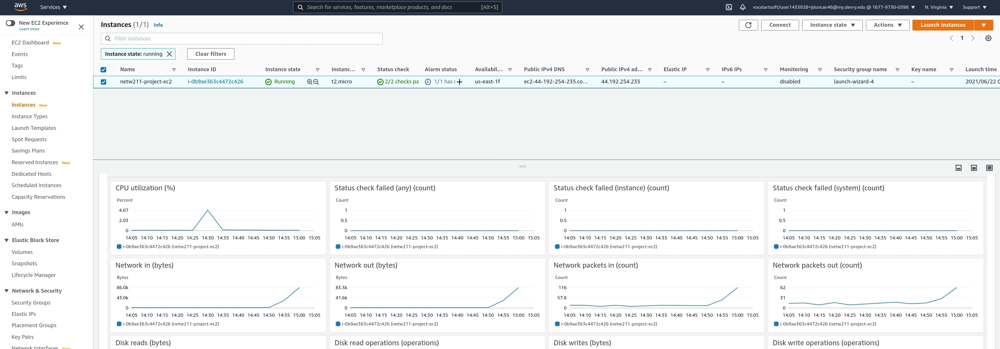 aws Services Search for services, features, marketplace products, and docs [Alt+S] vocstartsoft/user1433928=jduncan46@my.devry.edu @ 1677-9730-0398 N. Virginia Support
New EC2 Experience
Learn more
EC2 Dashboard New
Events
Tags
Limits
Instances
Instances New
Instance Types
Launch Templates
Spot Requests
Savings Plans
Reserved Instances New
Dedicated Hosts
Scheduled Instances
Capacity Reservations
Images
AMIs
Elastic Block Store
Volumes
Snapshots
Lifecycle Manager
Network & Security
Security Groups
Elastic IPs
Placement Groups
Key Pairs
Network Interfaces New
Instances (1/1) Info Connect Instance state Actions Launch instances
Filter instances 1
Instance state: running Clear filters
Name Instance ID Instance state Instanc... Status check Alarm status Availabil... Public IPv4 DNS Public IPv4 ad... Elastic IP IPv6 IPs Monitoring Security group name Key name Launch time
netw211-project-ec2 i-0b9ae363c4472c426 Running t2.micro 2/2 checks pa 1/1 has us-east-1f ec2-44-192-254-235.co... 44.192.254.235 – – disabled launch-wizard-4 – 2021/06/22 0
CPU utilization (%)
Percent
4.07
2.03
0
14:05 14:10 14:15 14:20 14:25 14:30 14:35 14:40 14:45 14:50 14:55 15:00 15:05
i-0b9ae363c4472c426 (netw211-project-ec2)
Status check failed (any) (count)
Count
1
0.5
0
14:05 14:10 14:15 14:20 14:25 14:30 14:35 14:40 14:45 14:50 14:55 15:00 15:05
i-0b9ae363c4472c426 (netw211-project-ec2)
Status check failed (instance) (count)
Count
1
0.5
0
14:05 14:10 14:15 14:20 14:25 14:30 14:35 14:40 14:45 14:50 14:55 15:00 15:05
i-0b9ae363c4472c426 (netw211-project-ec2)
Status check failed (system) (count)
Count
1
0.5
0
14:05 14:10 14:15 14:20 14:25 14:30 14:35 14:40 14:45 14:50 14:55 15:00 15:05
i-0b9ae363c4472c426 (netw211-project-ec2)
Network in (bytes)
Bytes
86.0k
43.0k
0
14:05 14:10 14:15 14:20 14:25 14:30 14:35 14:40 14:45 14:50 14:55 15:00 15:05
i-0b9ae363c4472c426 (netw211-project-ec2)
Network out (bytes)
Bytes
83.3k
41.6k
0
14:05 14:10 14:15 14:20 14:25 14:30 14:35 14:40 14:45 14:50 14:55 15:00 15:05
i-0b9ae363c4472c426 (netw211-project-ec2)
Network packets in (count)
Count
116
57.8
0
14:05 14:10 14:15 14:20 14:25 14:30 14:35 14:40 14:45 14:50 14:55 15:00 15:05
i-0b9ae363c4472c426 (netw211-project-ec2)
Network packets out (count)
Count
62
31
0
14:05 14:10 14:15 14:20 14:25 14:30 14:35 14:40 14:45 14:50 14:55 15:00 15:05
i-0b9ae363c4472c426 (netw211-project-ec2)
Disk reads (bytes)
Disk read operations (operations)
Disk writes (bytes)
Disk write operations (operations)